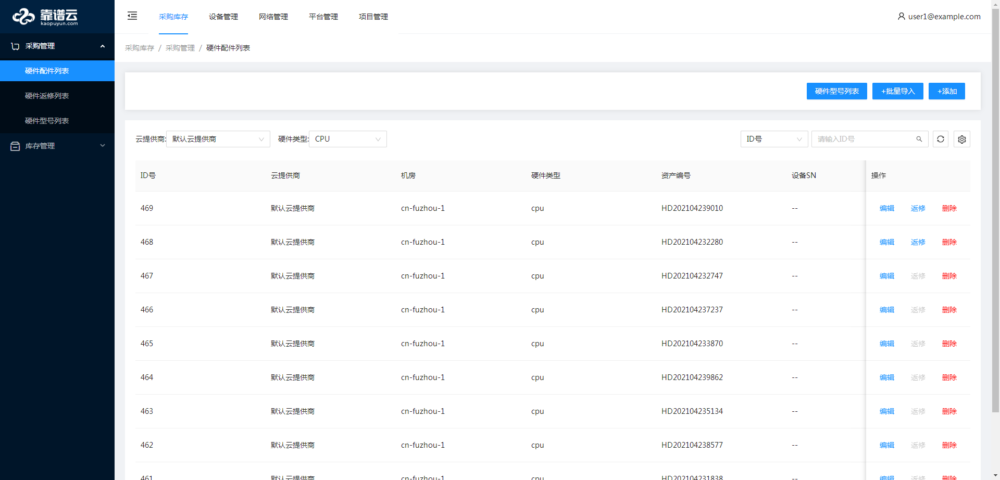 靠谱云
kaopuyun.com
采购库存 设备管理 网络管理 平台管理 项目管理
user1@example.com
采购管理
硬件配件列表
硬件返修列表
硬件型号列表
库存管理
采购库存 / 采购管理 / 硬件配件列表
硬件型号列表 +批量导入 +添加
云提供商: 默认云提供商 硬件类型: CPU ID号 请输入ID号
ID号 云提供商 机房 硬件类型 资产编号 设备SN 操作
469 默认云提供商 cn-fuzhou-1 cpu HD202104239010 -- 编辑 返修 删除
468 默认云提供商 cn-fuzhou-1 cpu HD202104232280 -- 编辑 返修 删除
467 默认云提供商 cn-fuzhou-1 cpu HD202104232747 -- 编辑 返修 删除
466 默认云提供商 cn-fuzhou-1 cpu HD202104237237 -- 编辑 返修 删除
465 默认云提供商 cn-fuzhou-1 cpu HD202104233870 -- 编辑 返修 删除
464 默认云提供商 cn-fuzhou-1 cpu HD202104239862 -- 编辑 返修 删除
463 默认云提供商 cn-fuzhou-1 cpu HD202104235134 -- 编辑 返修 删除
462 默认云提供商 cn-fuzhou-1 cpu HD202104238577 -- 编辑 返修 删除
461 默认云提供商 cn-fuzhou-1 cpu HD202104231838 -- 编辑 返修 删除